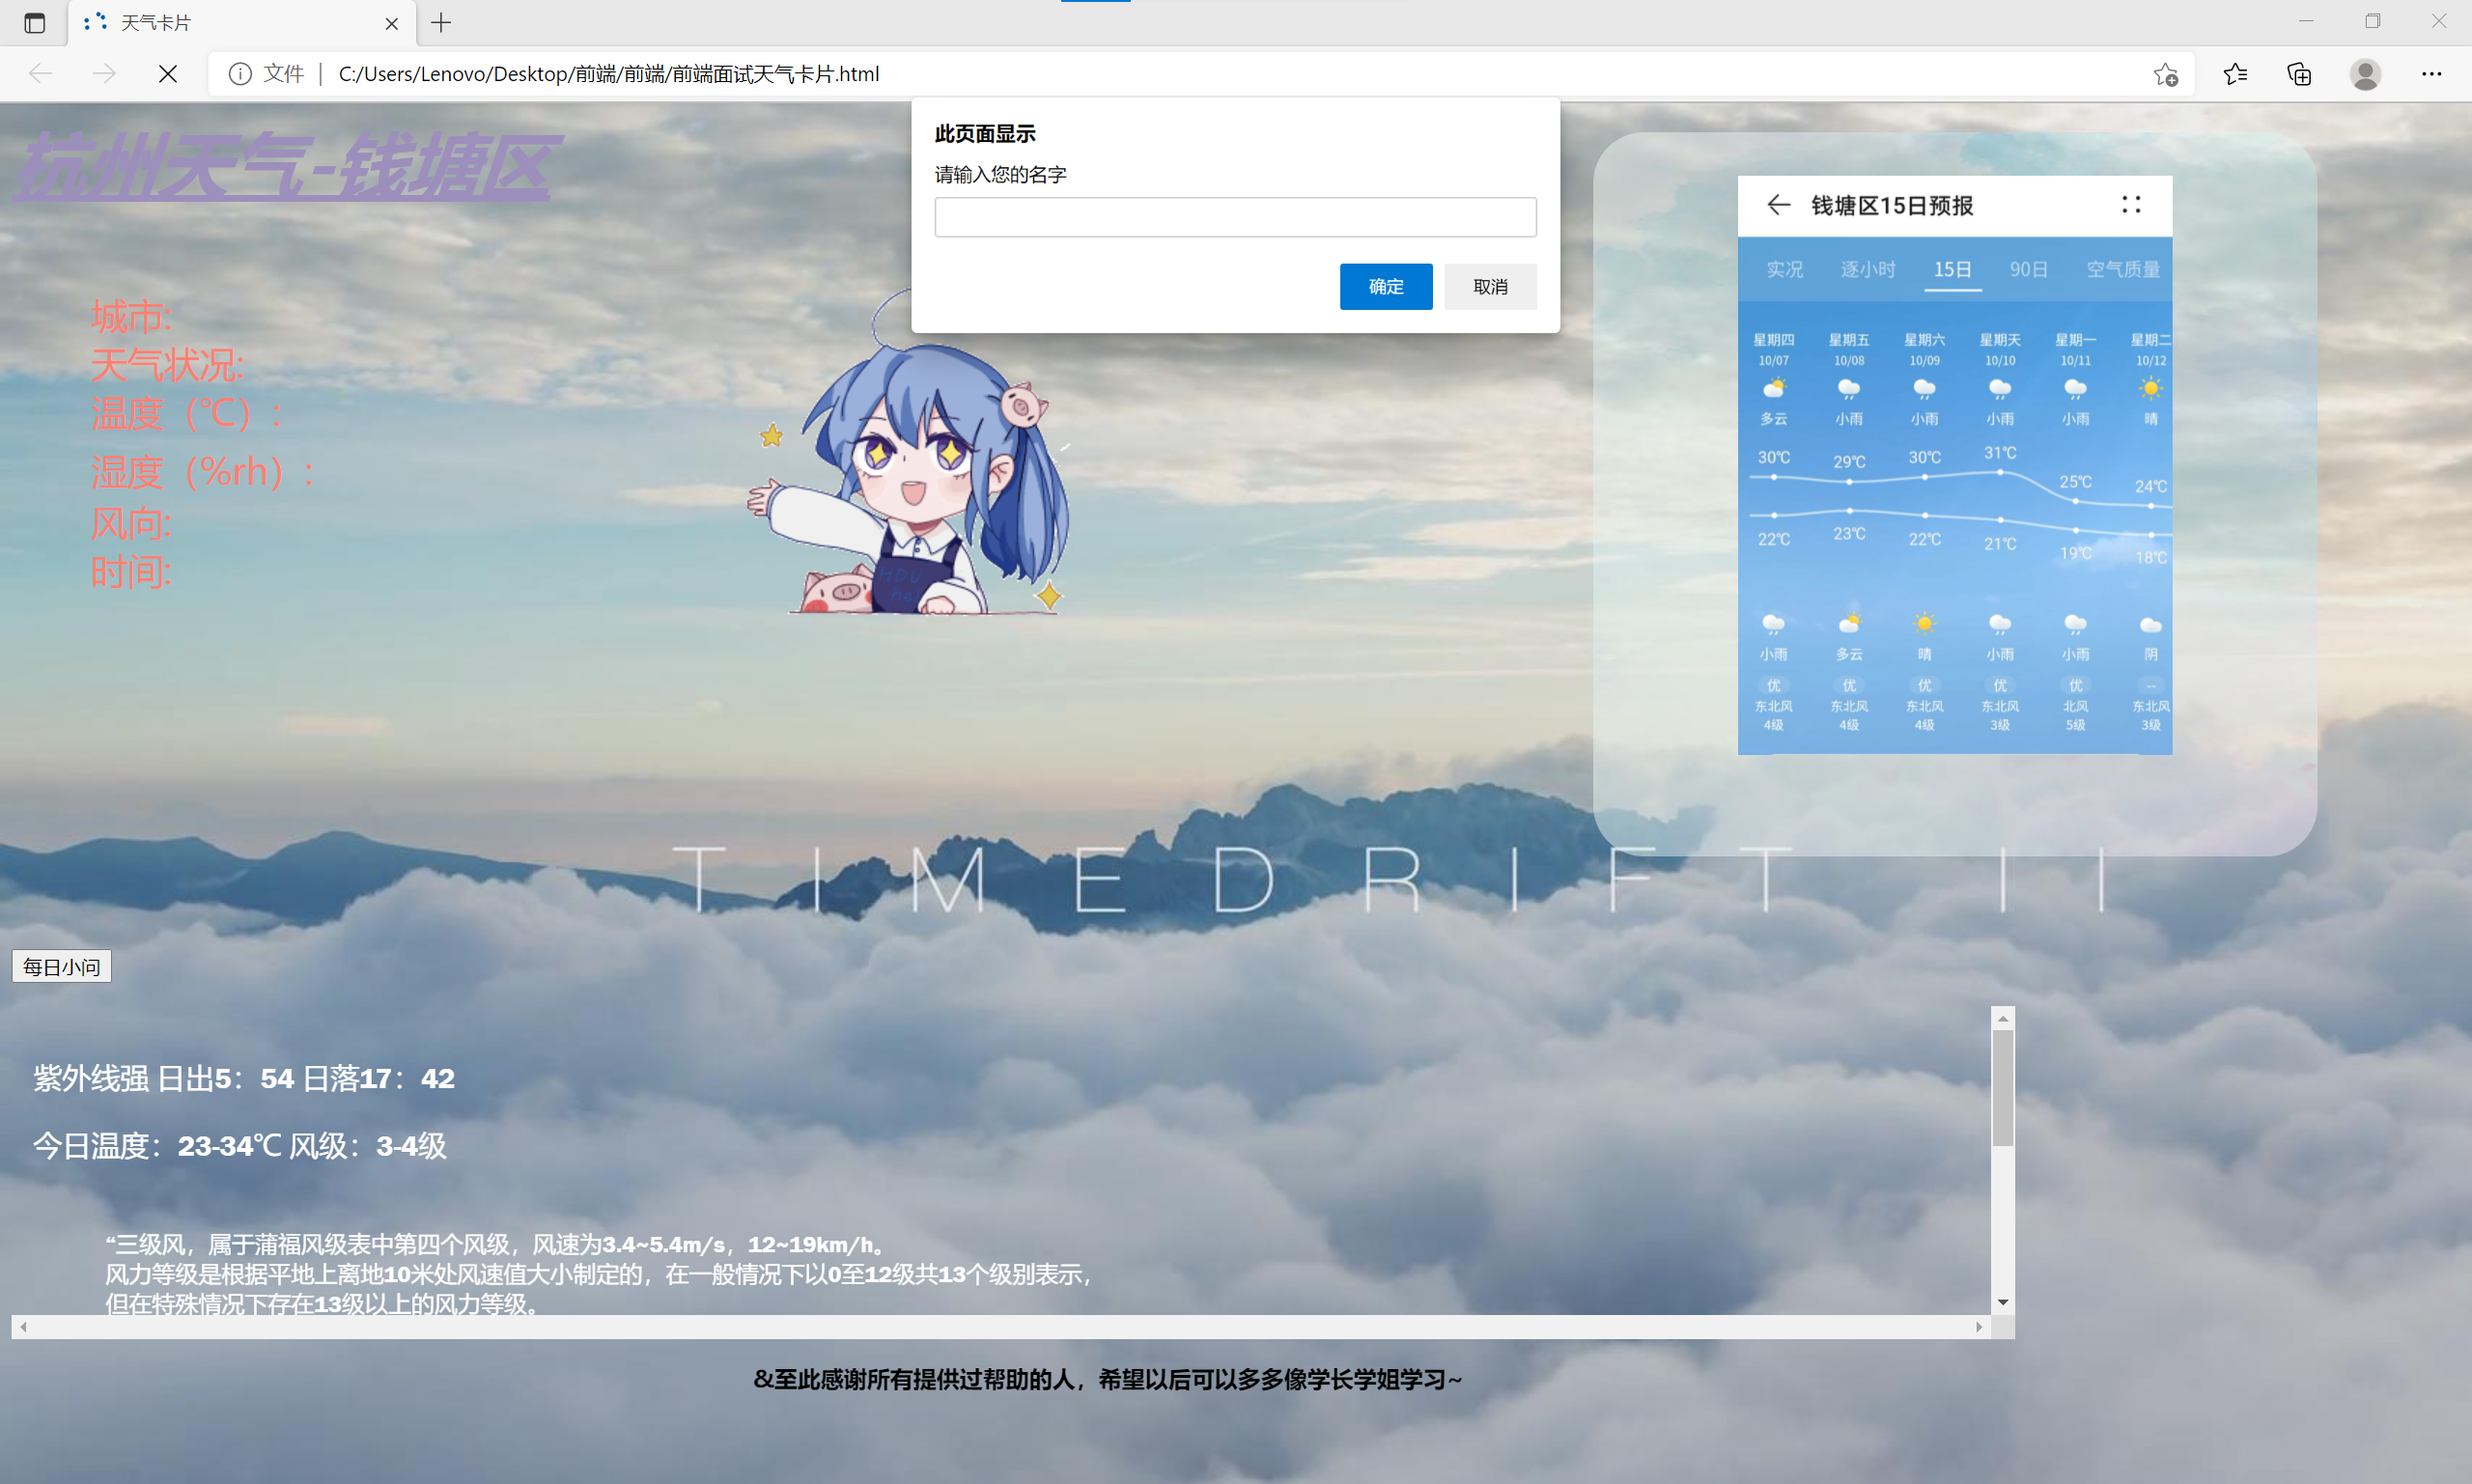 天气卡片
文件
C:/Users/Lenovo/Desktop/前端/前端/前端面试天气卡片.html
此页面显示
请输入您的名字
确定 取消
杭州天气-钱塘区
城市:
天气状况:
温度（℃）:
湿度（%rh）:
风向:
时间:
HDU
钱塘区15日预报
实况 逐小时 15日 90日 空气质量
星期四 星期五 星期六 星期天 星期一 星期二
10/07 10/08 10/09 10/10 10/11 10/12
多云 小雨 小雨 小雨 小雨 晴
30℃ 29℃ 30℃ 31℃ 25℃ 24℃
22℃ 23℃ 22℃ 21℃ 19℃ 18℃
小雨 多云 晴 小雨 小雨 阴
优 优 优 优 优 --
东北风 东北风 东北风 东北风 北风 东北风
4级 4级 4级 3级 5级 3级
TIMEDRIFT II
每日小问
紫外线强 日出5：54 日落17：42
今日温度：23-34℃ 风级：3-4级
“三级风，属于蒲福风级表中第四个风级，风速为3.4~5.4m/s，12~19km/h。
风力等级是根据平地上离地10米处风速值大小制定的，在一般情况下以0至12级共13个级别表示，
但在特殊情况下存在13级以上的风力等级。
&至此感谢所有提供过帮助的人，希望以后可以多多像学长学姐学习~